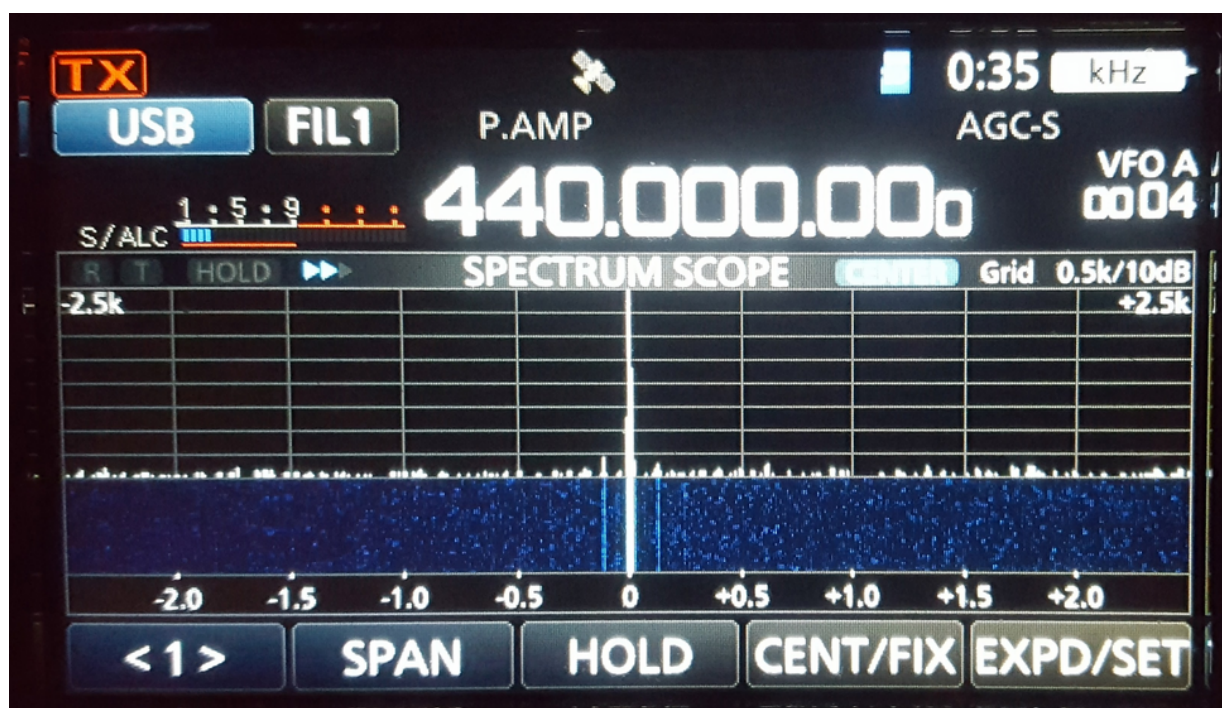 TX 0:35 kHz
USB FIL1 P.AMP AGC-S
VFO A
440.000.000 0004
1 5 9
S/ALC
R T HOLD SPECTRUM SCOPE CENTER Grid 0.5k/10dB
-2.5k +2.5k
-2.0 -1.5 -1.0 -0.5 0 +0.5 +1.0 +1.5 +2.0
<1> SPAN HOLD CENT/FIX EXPD/SET